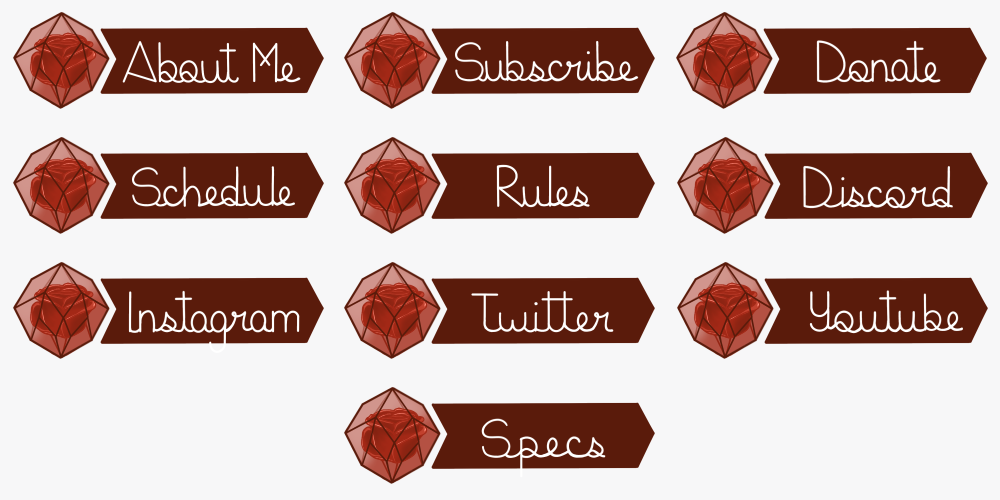 About Me
Subscribe
Donate
Schedule
Rules
Discord
Instagram
Twitter
Youtube
Specs